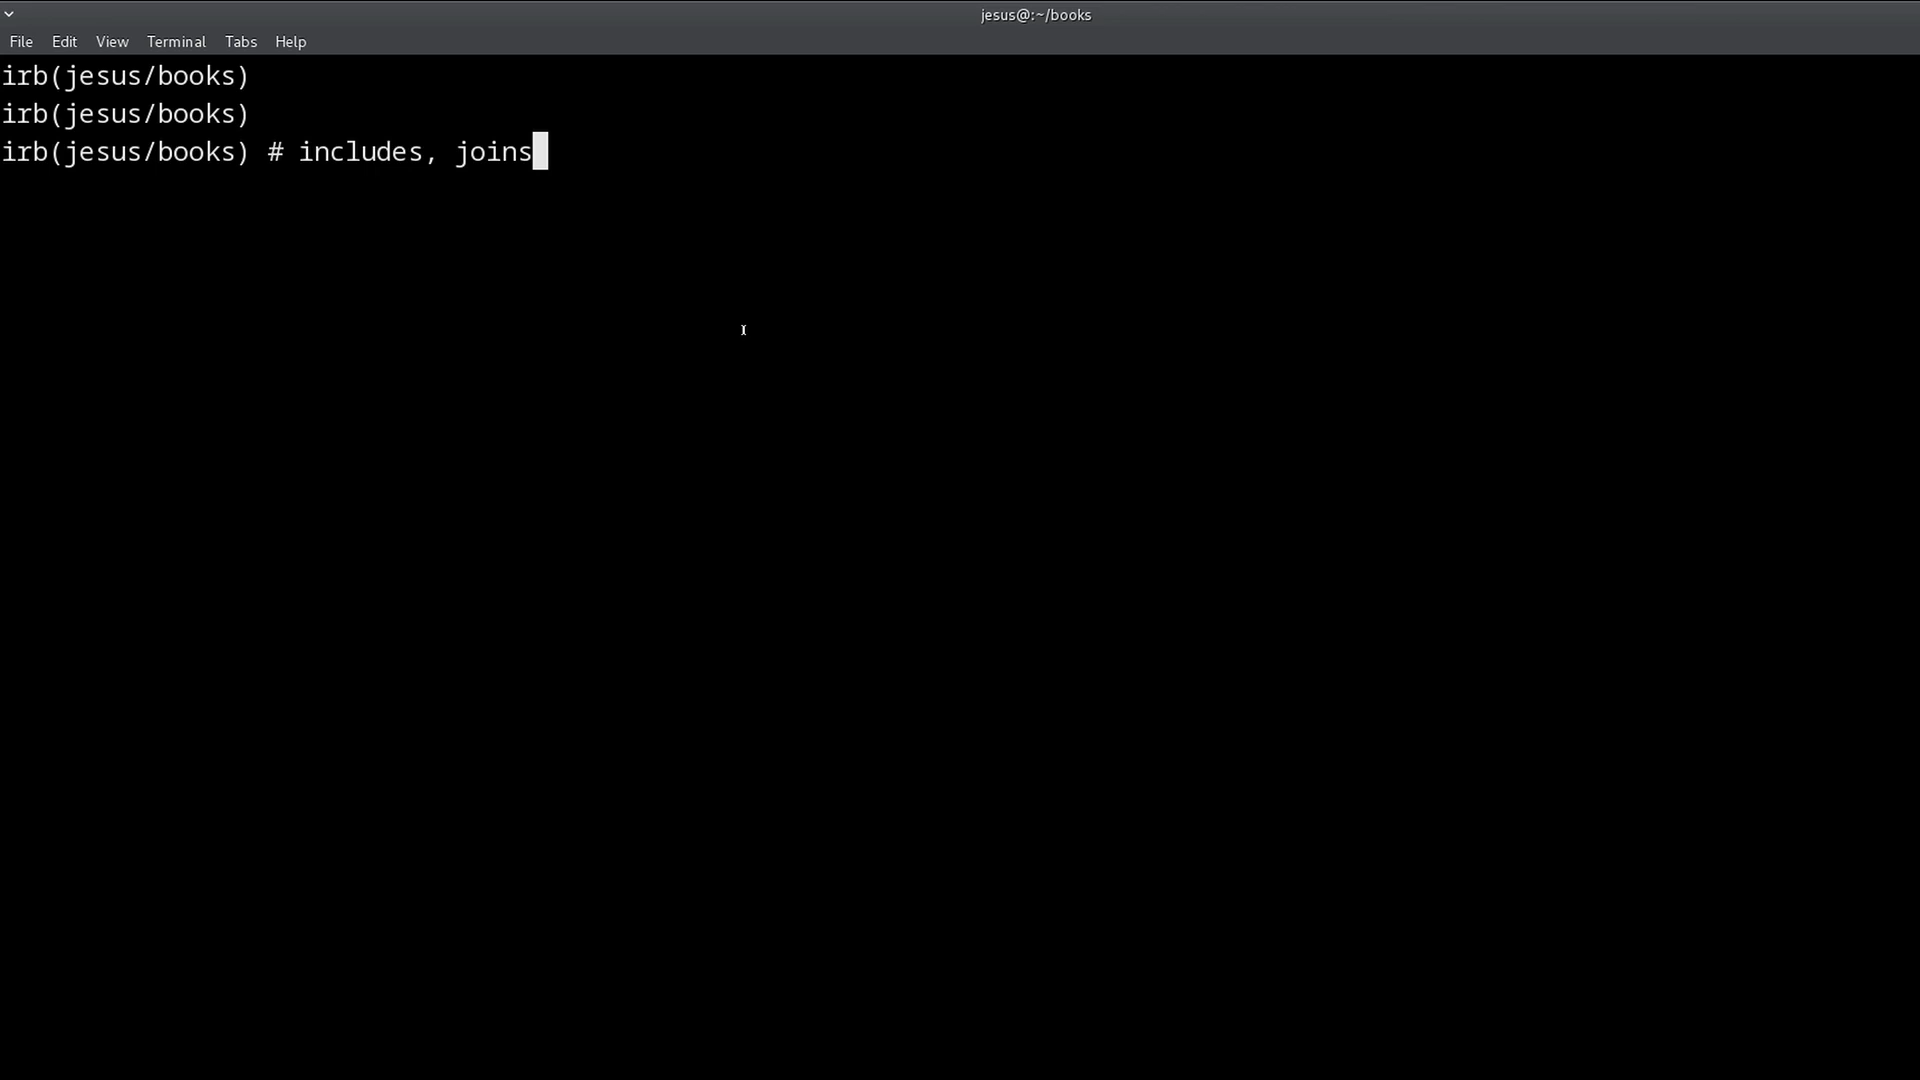 jesus@:~/books
File Edit View Terminal Tabs Help
irb(jesus/books)
irb(jesus/books)
irb(jesus/books) # includes, joins